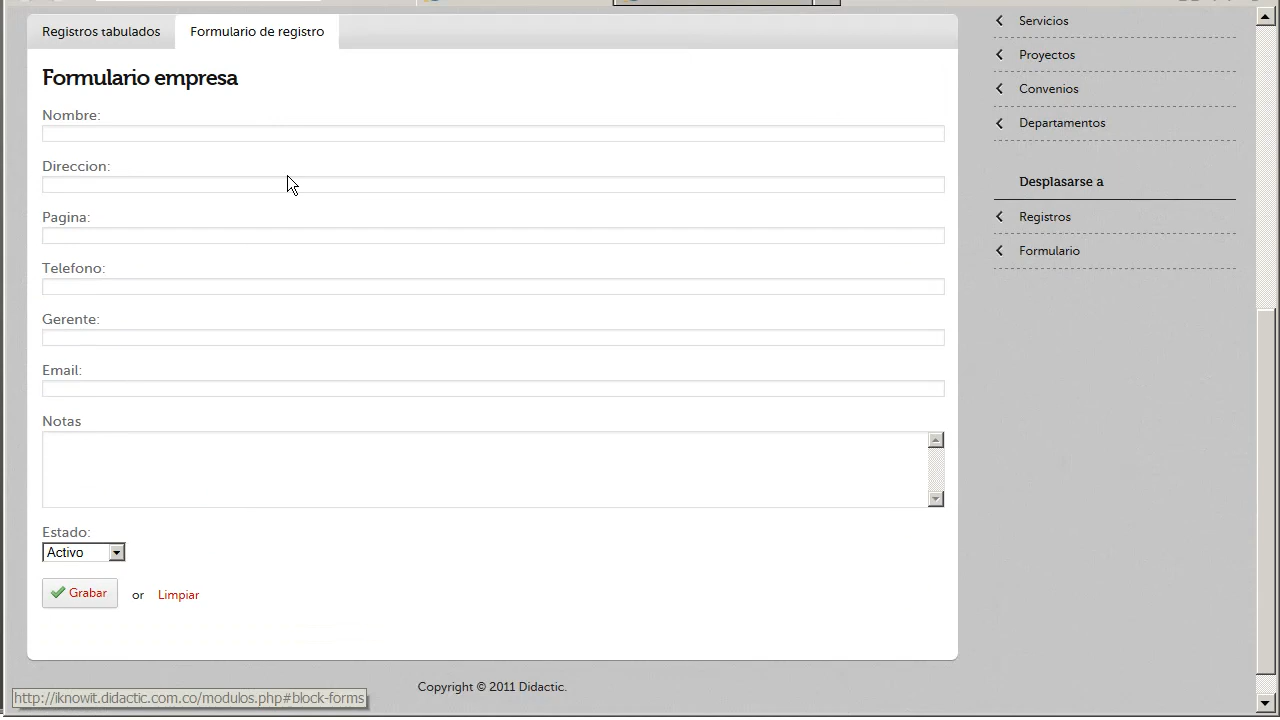 Registros tabulados
Formulario de registro
Formulario empresa
Nombre:
Direccion:
Pagina:
Telefono:
Gerente:
Email:
Notas
Estado:
Activo
Grabar or Limpiar
Servicios
Proyectos
Convenios
Departamentos
Desplasarse a
Registros
Formulario
Copyright © 2011 Didactic.
http://iknowit.didactic.com.co/modulos.php#block-forms